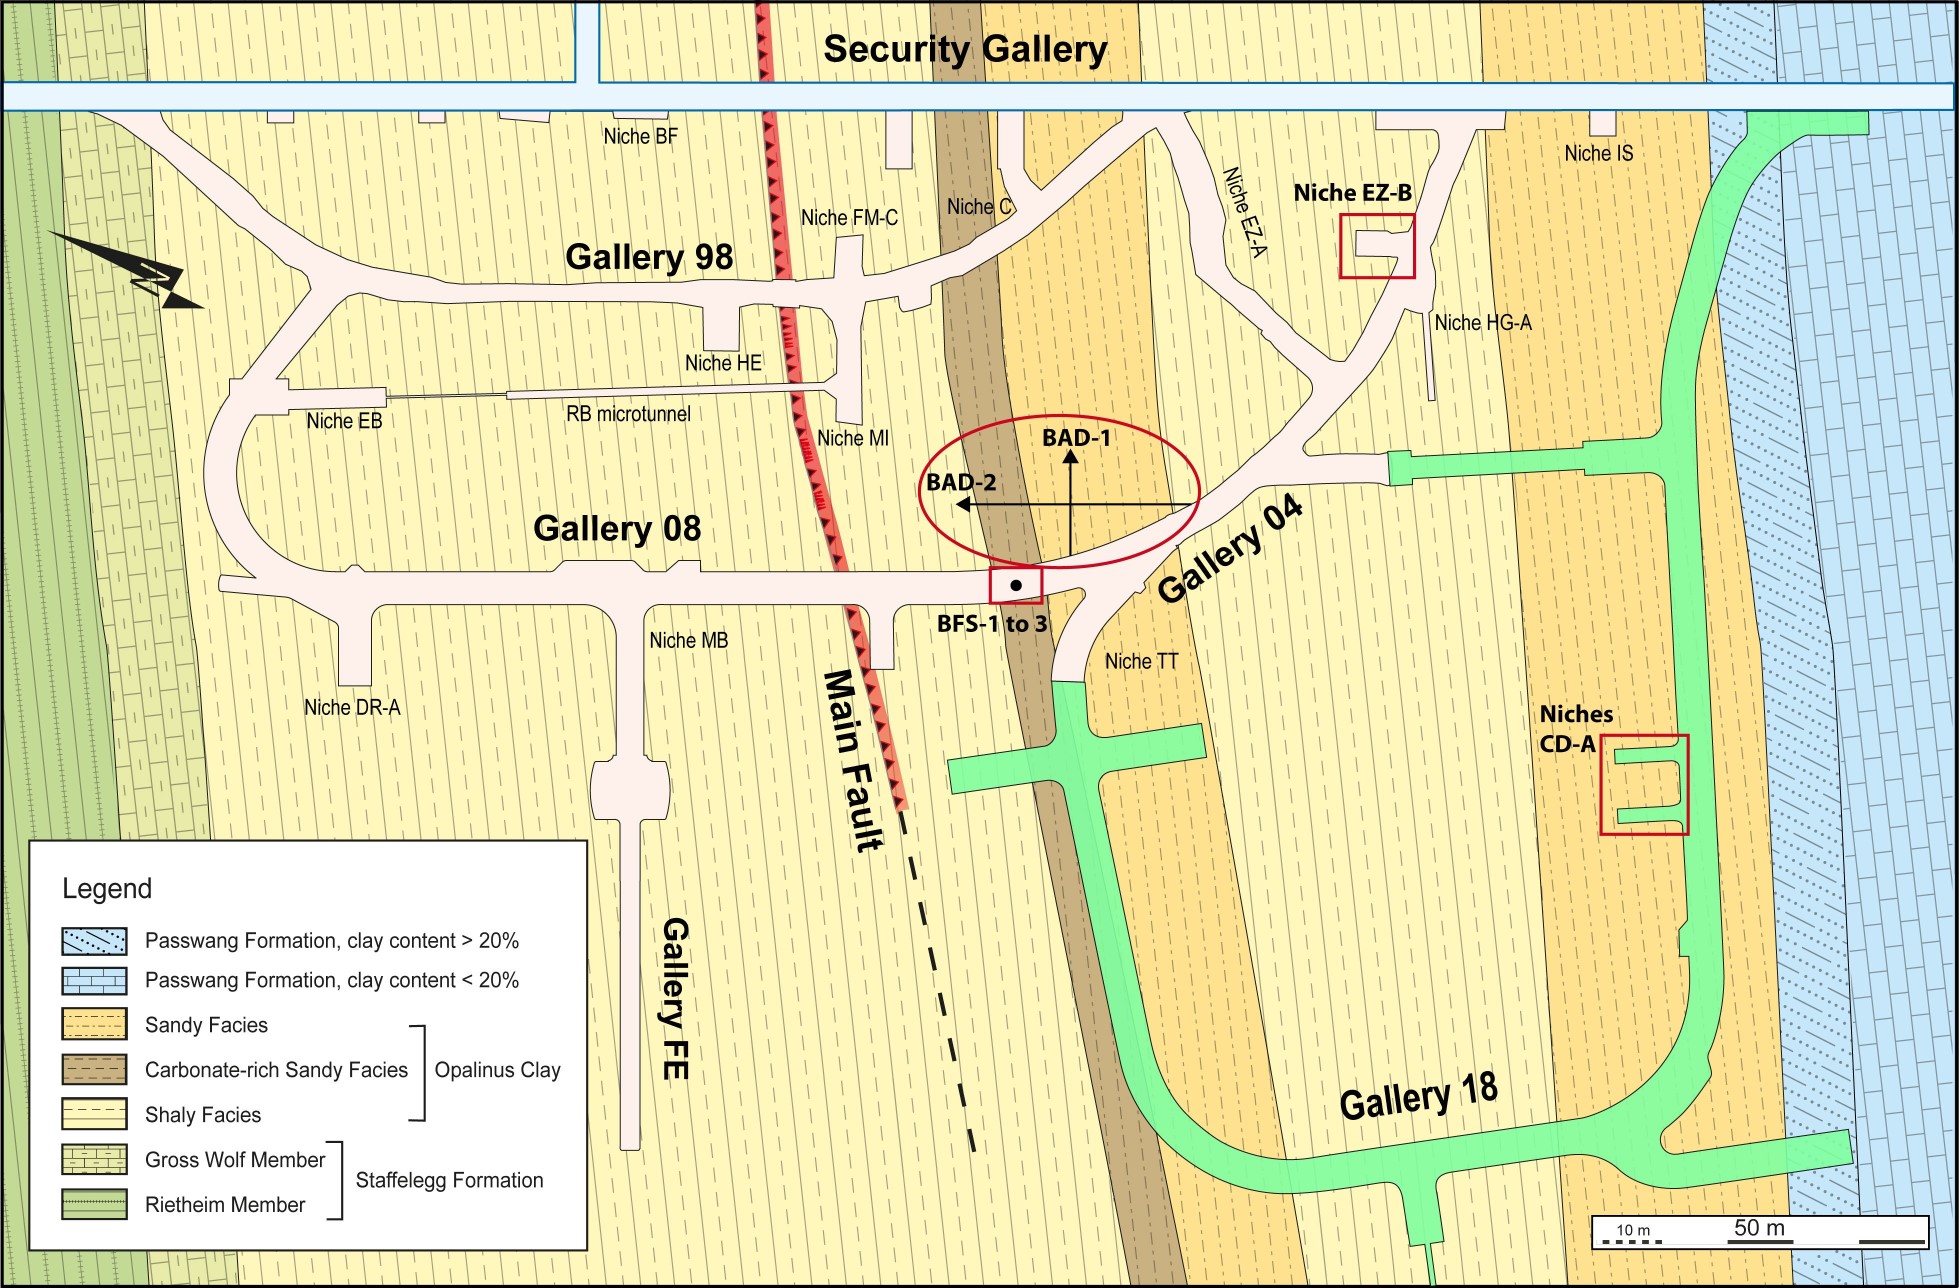 Security Gallery
Niche BF
Niche IS
Niche EZ-B
Niche EZ-A
Niche C
Niche FM-C
Gallery 98
N
Niche HG-A
Niche HE
Niche EB
RB microtunnel
Niche MI
BAD-1
BAD-2
Gallery 08
Gallery 04
BFS-1 to 3
Niche MB
Niche TT
Niche DR-A
Main Fault
Niches
CD-A
Gallery FE
Gallery 18
Legend
Passwang Formation, clay content > 20%
Passwang Formation, clay content < 20%
Sandy Facies
Carbonate-rich Sandy Facies
Opalinus Clay
Shaly Facies
Gross Wolf Member
Staffelegg Formation
Rietheim Member
10 m
50 m